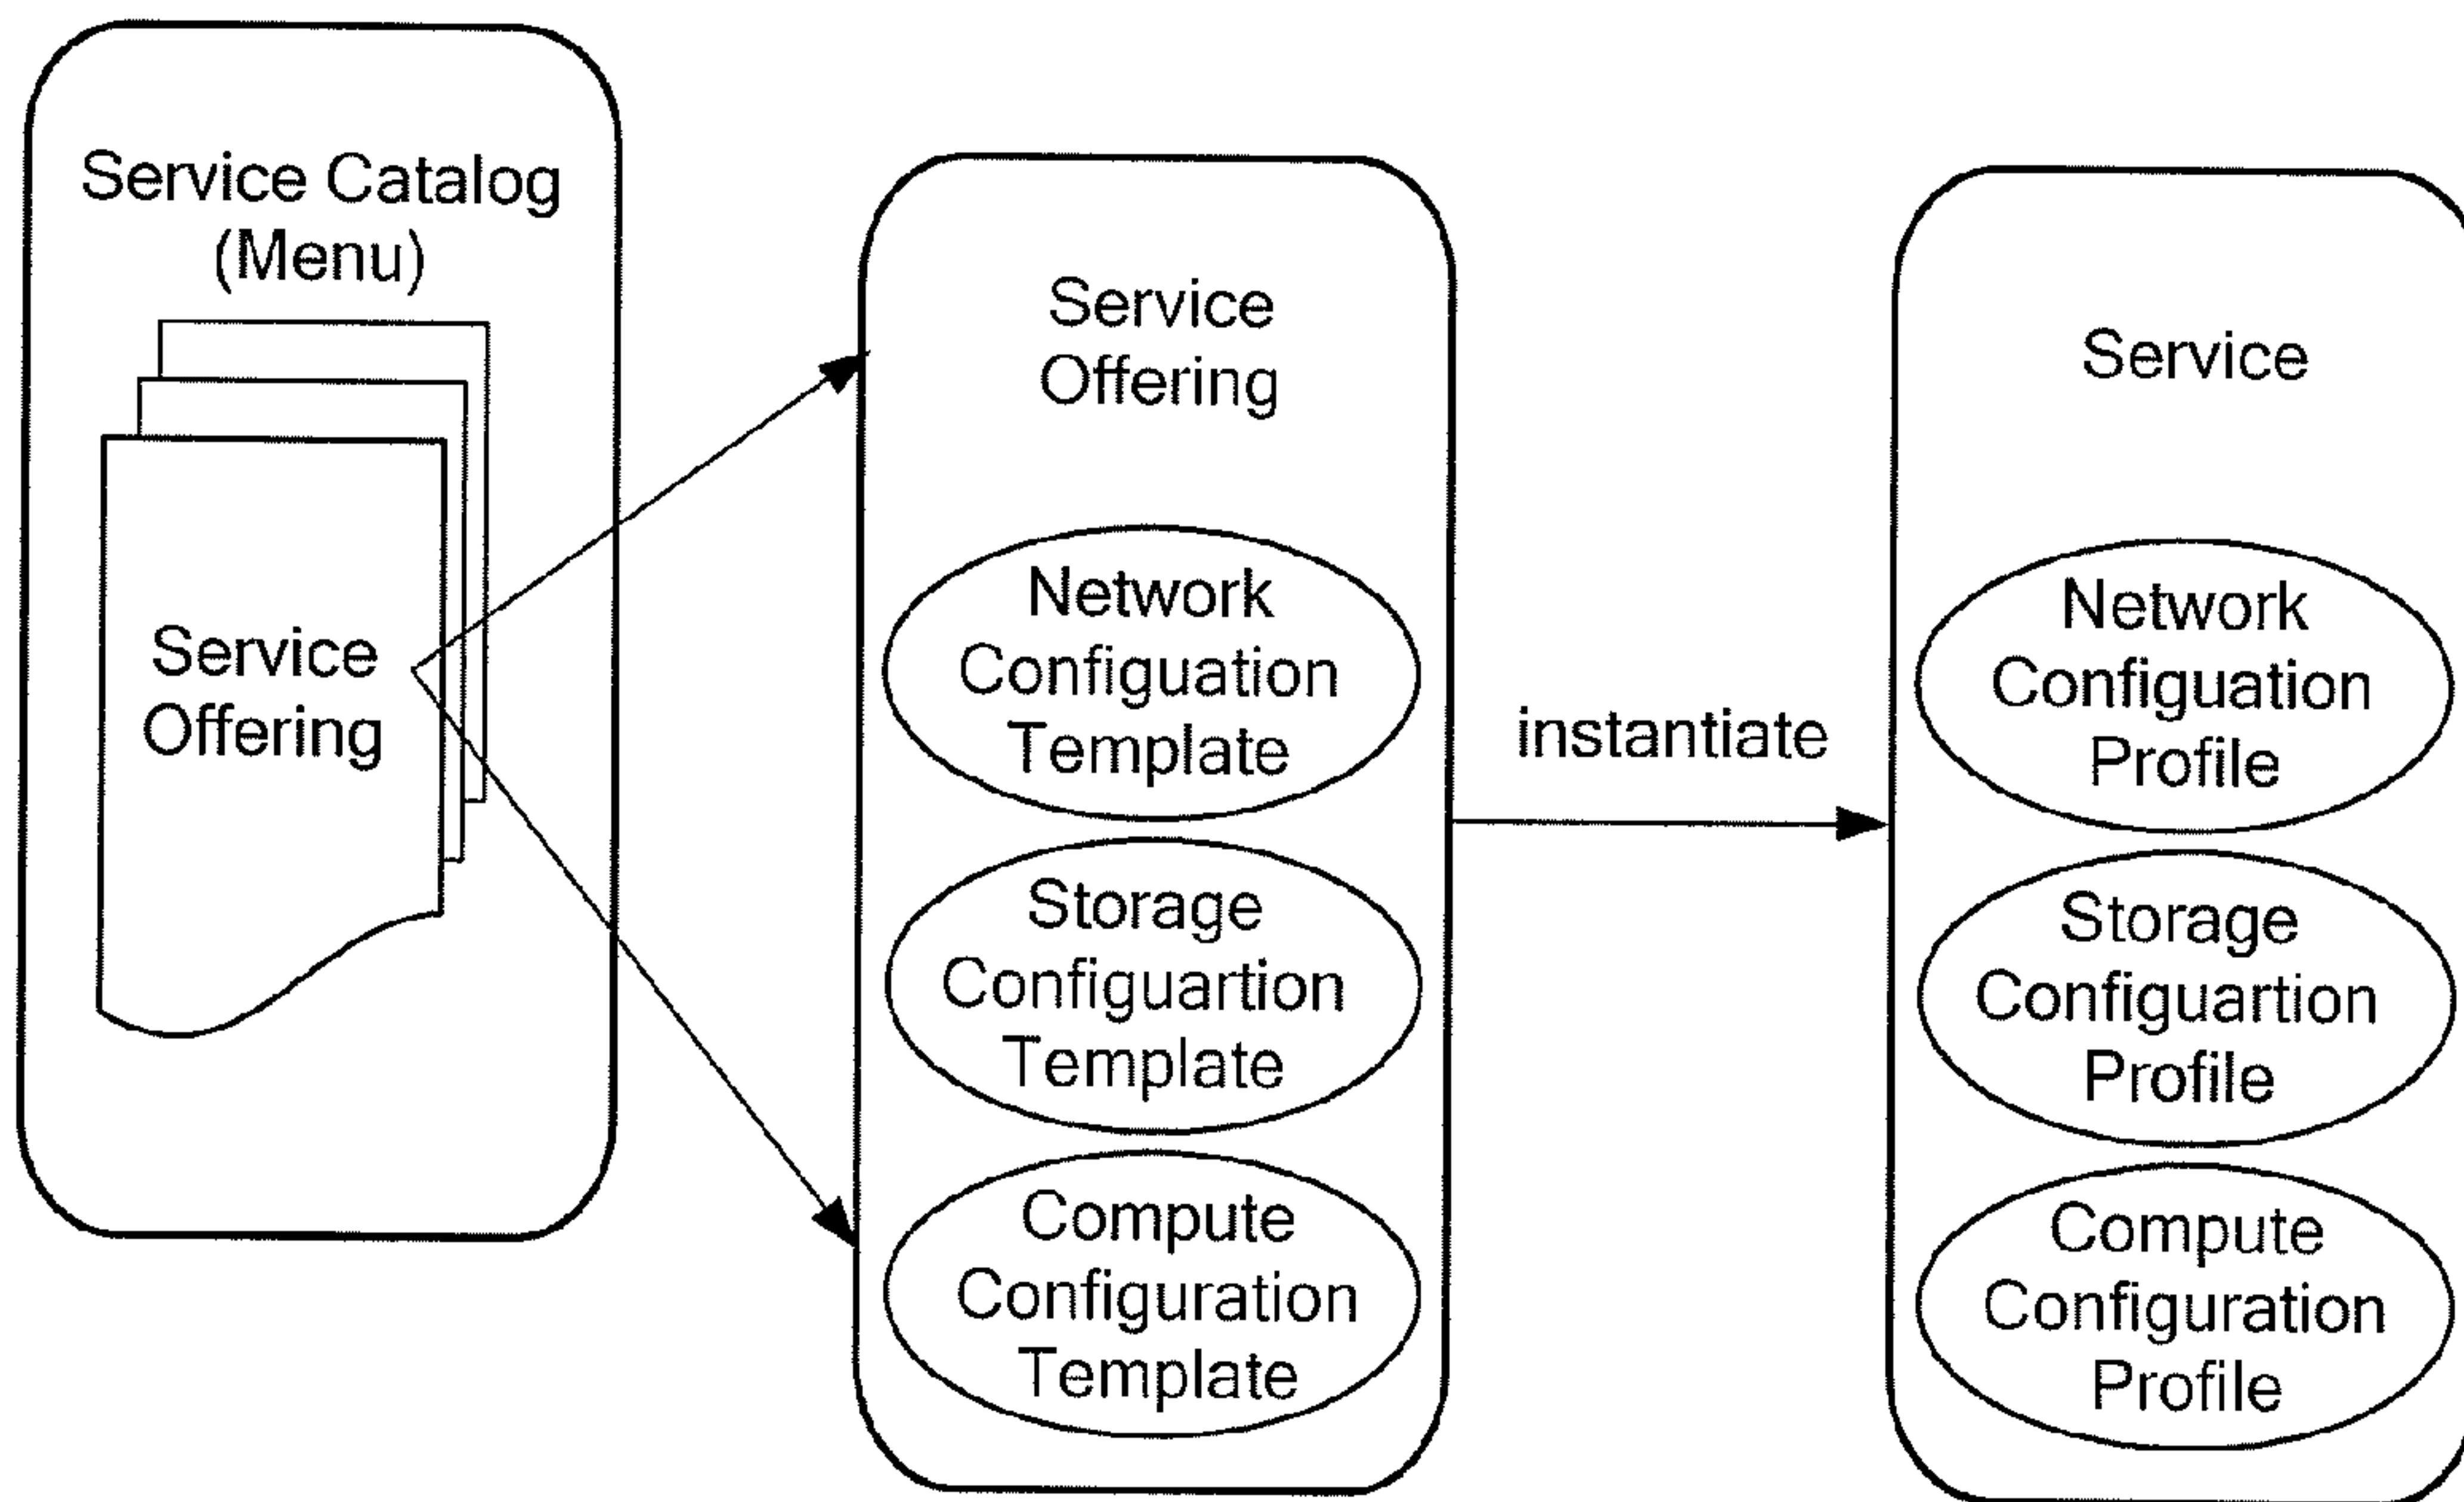 Service Catalog
(Menu)
Service
Offering
Service
Offering
Network
Configuation
Template
Storage
Configuartion
Template
Compute
Configuration
Template
instantiate
Service
Network
Configuation
Profile
Storage
Configuartion
Profile
Compute
Configuration
Profile